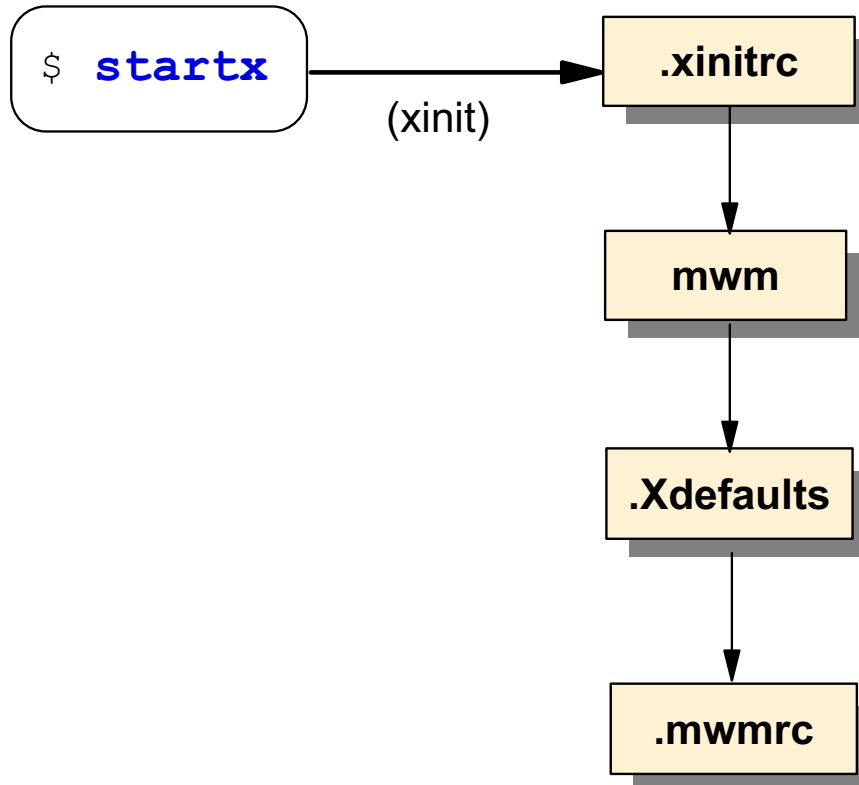 $ startx
(xinit)
.xinitrc
mwm
.Xdefaults
.mwmrc